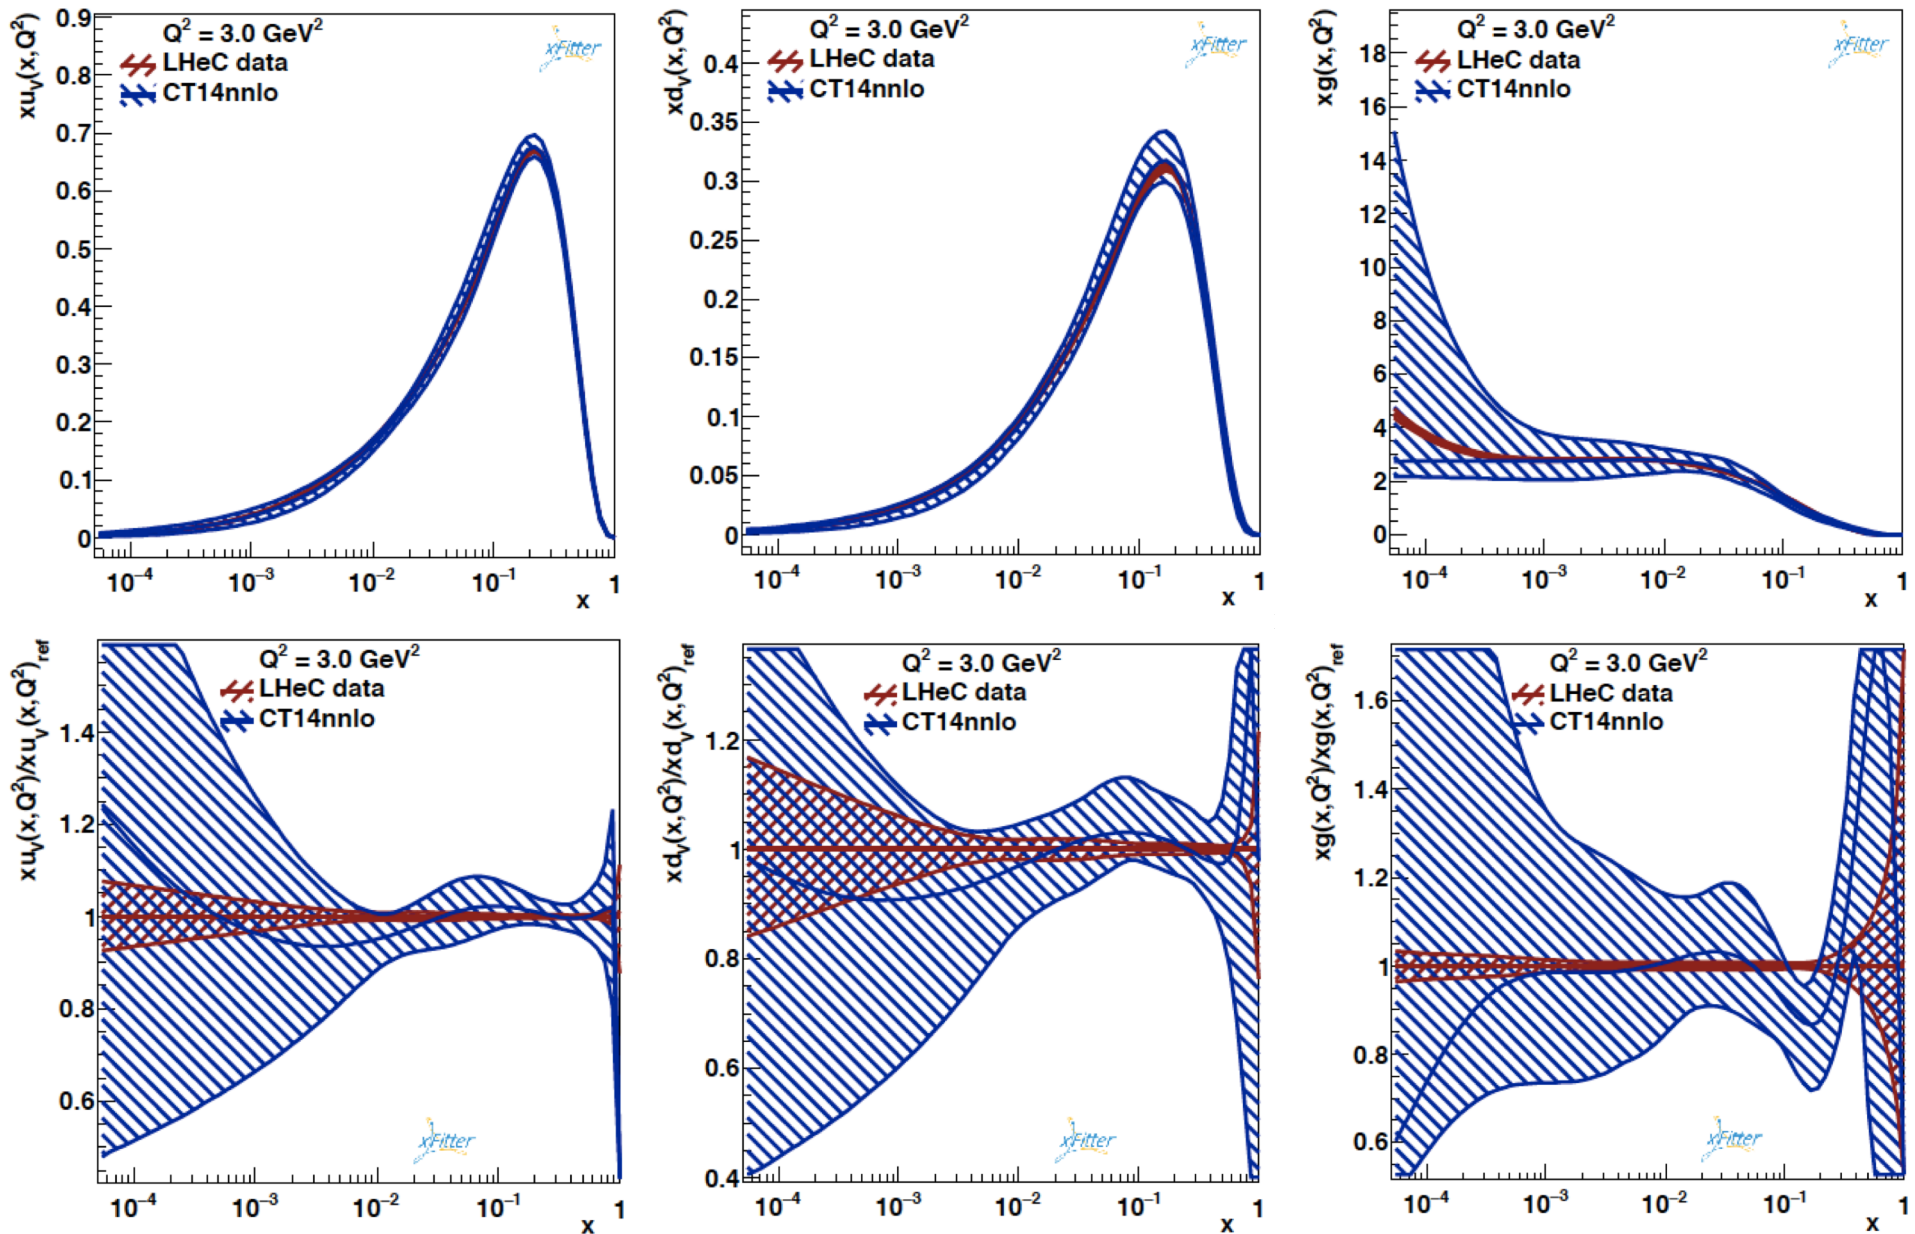 xu_V(x,Q²)
Q² = 3.0 GeV²
LHeC data
CT14nnlo
xFitter
0.9
0.8
0.7
0.6
0.5
0.4
0.3
0.2
0.1
0
10⁻⁴ 10⁻³ 10⁻² 10⁻¹ 1
x
xd_V(x,Q²)
Q² = 3.0 GeV²
LHeC data
CT14nnlo
xFitter
0.4
0.35
0.3
0.25
0.2
0.15
0.1
0.05
0
10⁻⁴ 10⁻³ 10⁻² 10⁻¹ 1
x
xg(x,Q²)
Q² = 3.0 GeV²
LHeC data
CT14nnlo
xFitter
18
16
14
12
10
8
6
4
2
0
10⁻⁴ 10⁻³ 10⁻² 10⁻¹ 1
x
xu_V(x,Q²)/xu_V(x,Q²)_ref
Q² = 3.0 GeV²
LHeC data
CT14nnlo
1.4
1.2
1
0.8
0.6
xFitter
10⁻⁴ 10⁻³ 10⁻² 10⁻¹ 1
x
xd_V(x,Q²)/xd_V(x,Q²)_ref
Q² = 3.0 GeV²
LHeC data
CT14nnlo
1.2
1
0.8
0.6
0.4
xFitter
10⁻⁴ 10⁻³ 10⁻² 10⁻¹ 1
x
xg(x,Q²)/xg(x,Q²)_ref
Q² = 3.0 GeV²
LHeC data
CT14nnlo
1.6
1.4
1.2
1
0.8
0.6
xFitter
10⁻⁴ 10⁻³ 10⁻² 10⁻¹ 1
x